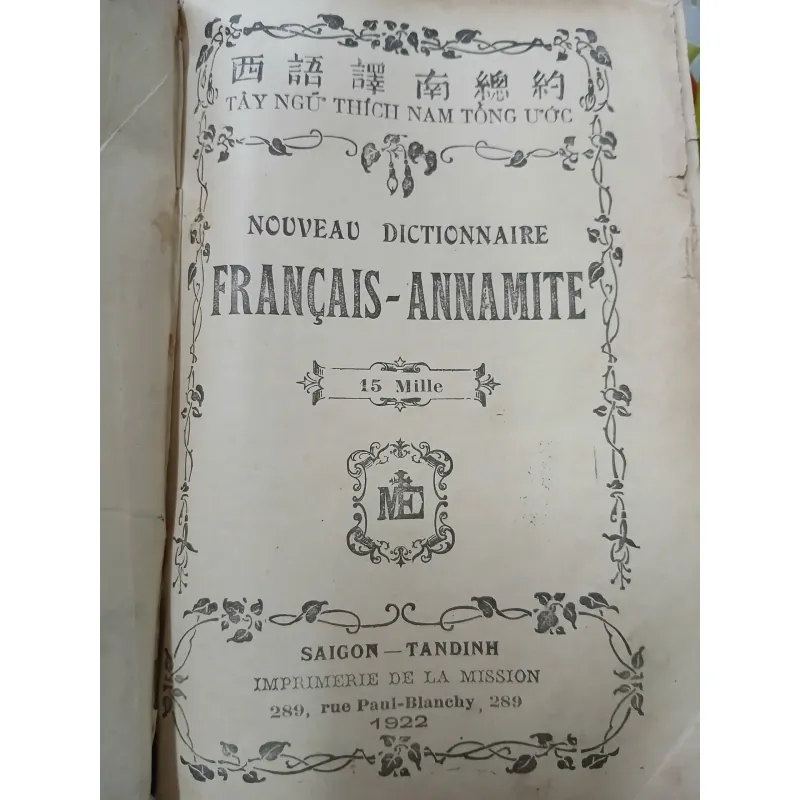 西語譯南總約
TÂY NGỮ THÍCH NAM TỔNG ƯỚC
NOUVEAU DICTIONNAIRE
FRANÇAIS-ANNAMITE
15 Mille
ME
SAIGON — TANDINH
IMPRIMERIE DE LA MISSION
289, rue Paul-Blanchy, 289
1922